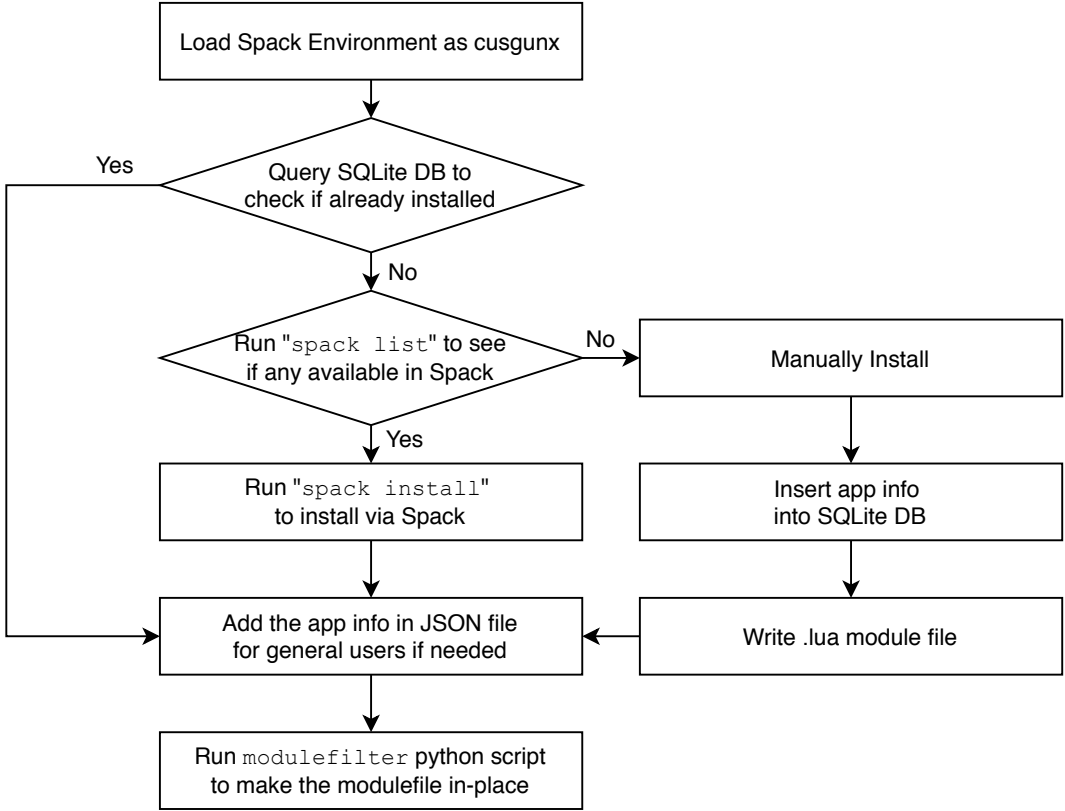 Load Spack Environment as cusgunx
Yes
Query SQLite DB to
check if already installed
No
Run "spack list" to see
if any available in Spack
No
Manually Install
Yes
Run "spack install"
to install via Spack
Insert app info
into SQLite DB
Add the app info in JSON file
for general users if needed
Write .lua module file
Run modulefilter python script
to make the modulefile in-place